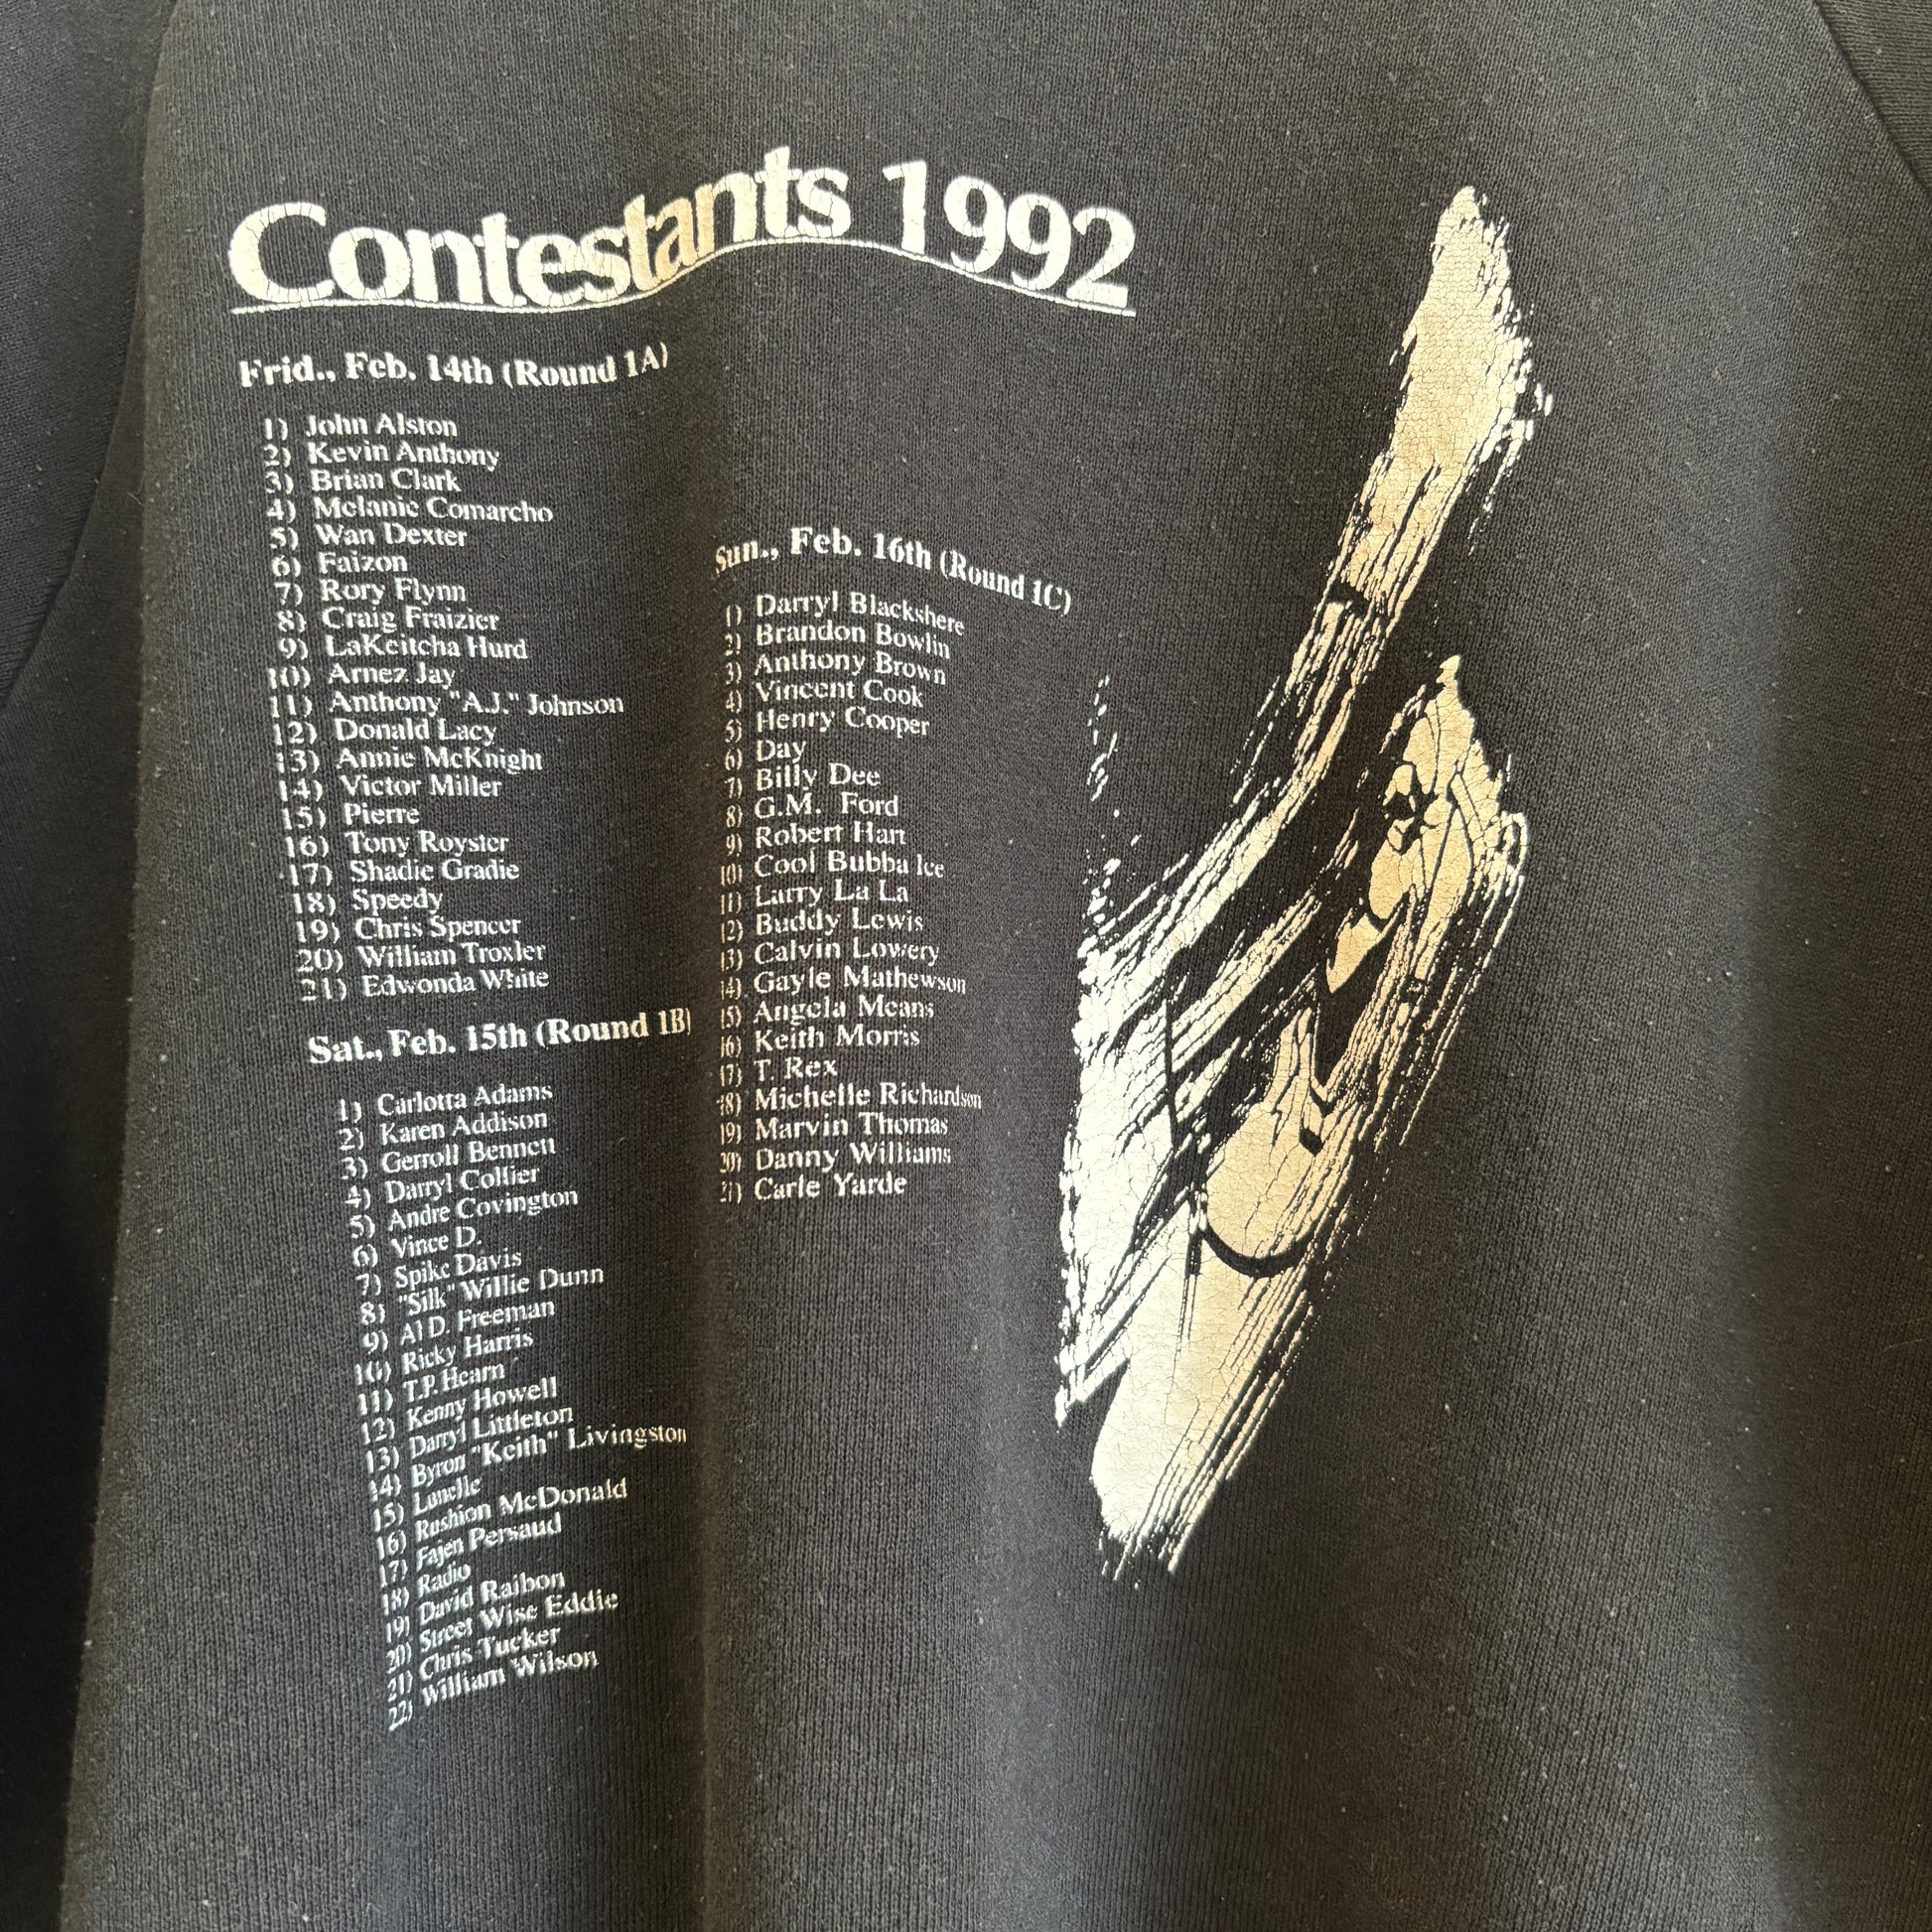 Contestants 1992
Frid., Feb. 14th (Round 1A)
1) John Alston
2) Kevin Anthony
3) Brian Clark
4) Melanie Comarcho
5) Wan Dexter
6) Faizon
7) Rory Flynn
8) Craig Fraizier
9) LaKeitcha Hurd
10) Arnez Jay
11) Anthony "A.J." Johnson
12) Donald Lacy
13) Annie McKnight
14) Victor Miller
15) Pierre
16) Tony Royster
17) Shadie Gradie
18) Speedy
19) Chris Spencer
20) William Troxler
21) Edwonda White
Sat., Feb. 15th (Round 1B)
1) Carlotta Adams
2) Karen Addison
3) Gerroll Bennett
4) Darryl Collier
5) Andre Covington
6) Vince D.
7) Spike Davis
8) "Silk" Willie Dunn
9) Al D. Freeman
10) Ricky Harris
11) T.P. Hearn
12) Kenny Howell
13) Darryl Littleton
14) Byron "Keith" Livingston
15) Lunelle
16) Rushion McDonald
17) Fajen Persaud
18) Radio
19) David Raibon
20) Street Wise Eddie
21) Chris Tucker
22) William Wilson
Sun., Feb. 16th (Round 1C)
1) Darryl Blackshere
2) Brandon Bowlin
3) Anthony Brown
4) Vincent Cook
5) Henry Cooper
6) Day
7) Billy Dee
8) G.M. Ford
9) Robert Hart
10) Cool Bubba Ice
11) Larry La La
12) Buddy Lewis
13) Calvin Lowery
14) Gayle Mathewson
15) Angela Means
16) Keith Morris
17) T. Rex
18) Michelle Richardson
19) Marvin Thomas
20) Danny Williams
21) Carle Yarde